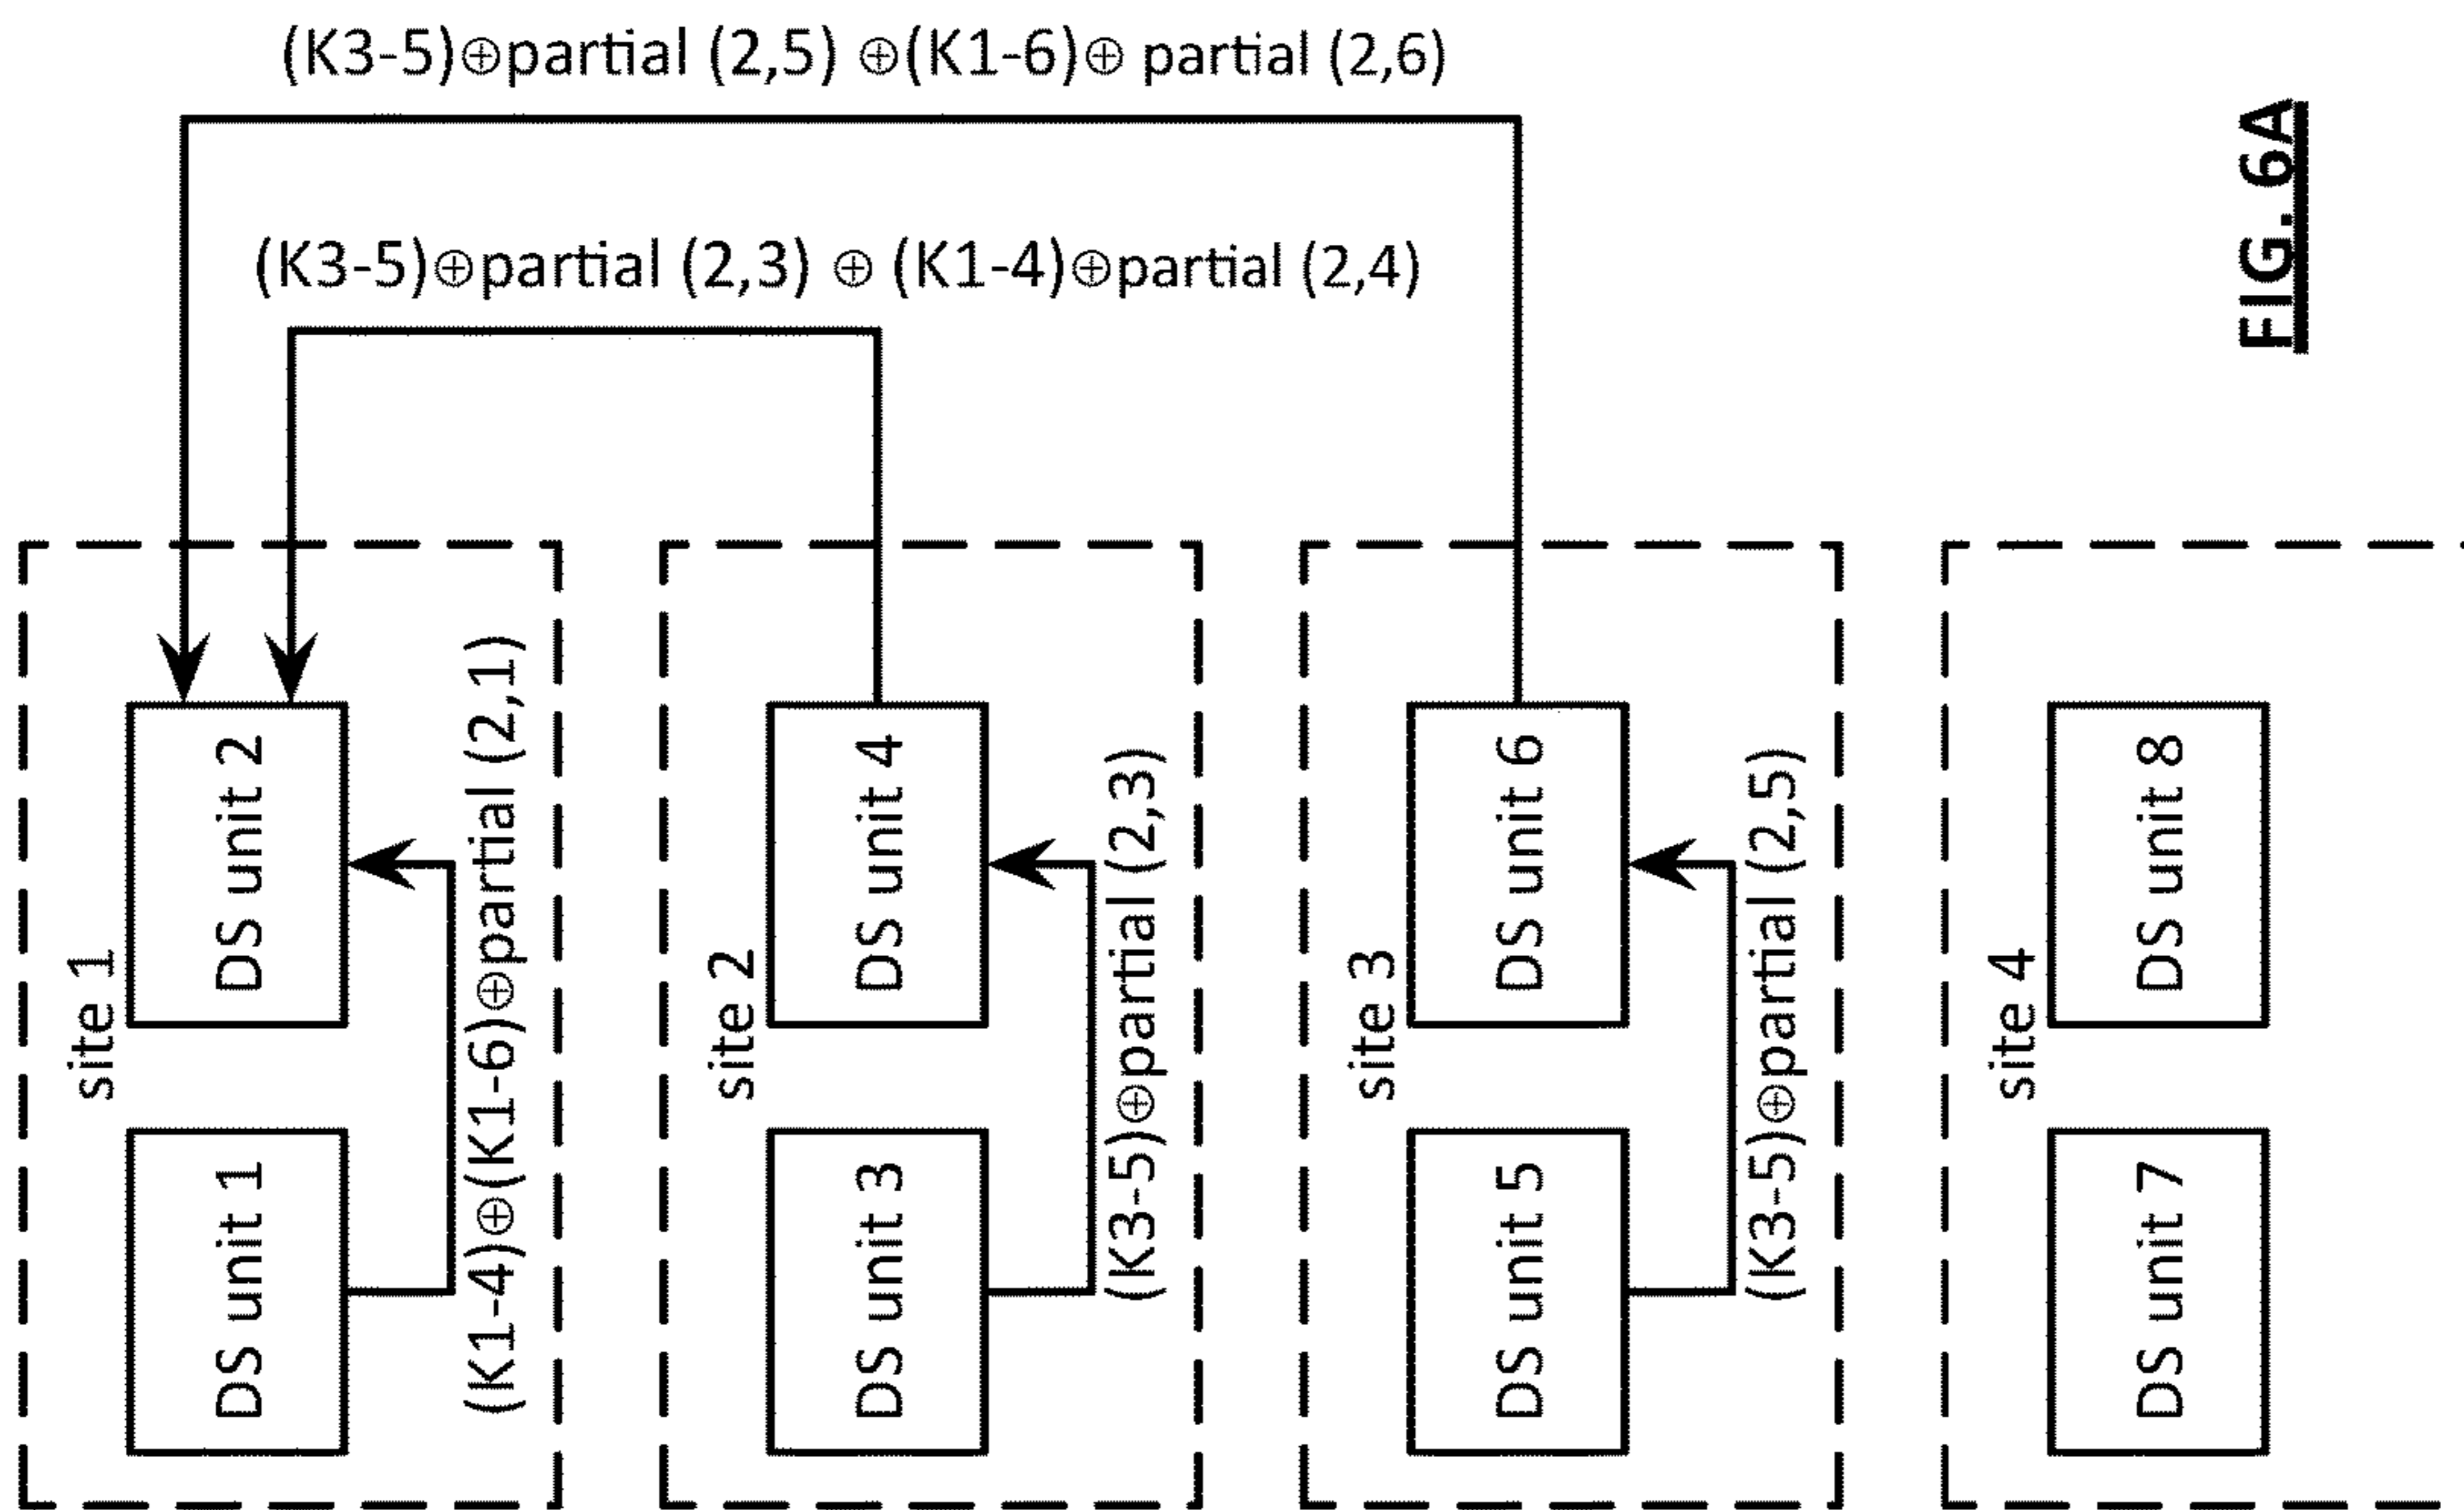 (K3-5)⊕partial (2,5) ⊕(K1-6)⊕ partial (2,6)
(K3-5)⊕partial (2,3) ⊕ (K1-4)⊕partial (2,4)
site 1
DS unit 1
DS unit 2
(K1-4)⊕(K1-6)⊕partial (2,1)
site 2
DS unit 3
DS unit 4
(K3-5)⊕partial (2,3)
site 3
DS unit 5
DS unit 6
(K3-5)⊕partial (2,5)
site 4
DS unit 7
DS unit 8
FIG. 6A